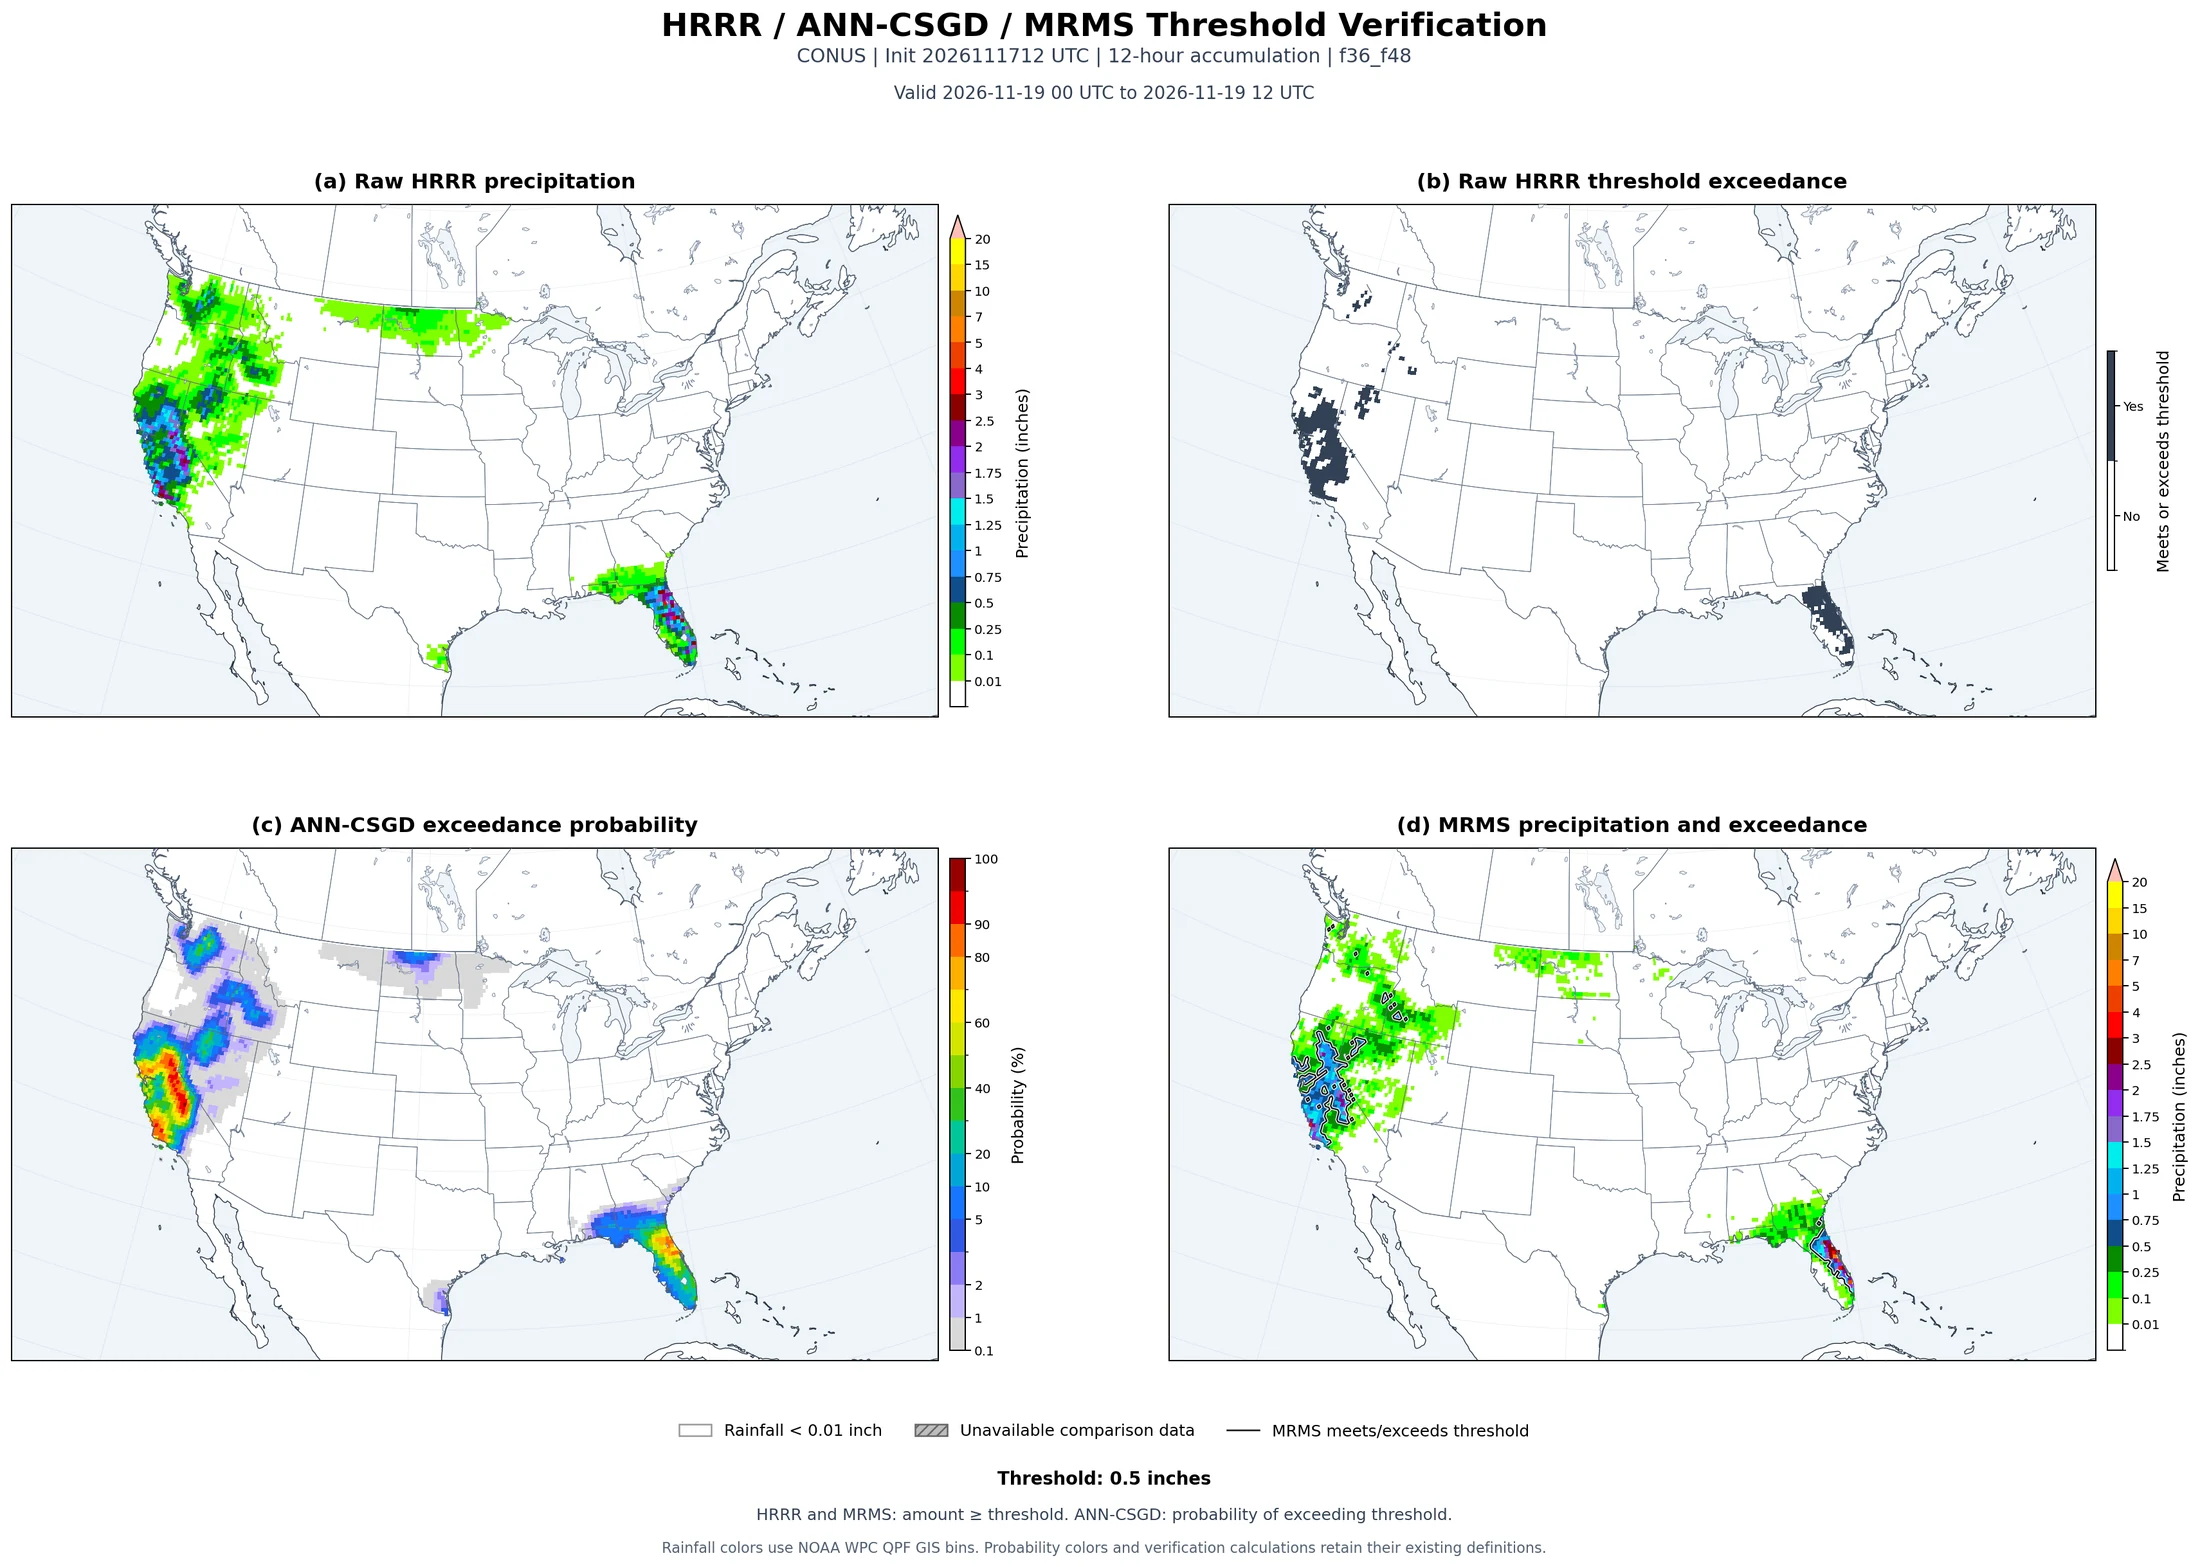 HRRR / ANN-CSGD / MRMS Threshold Verification
CONUS | Init 2026111712 UTC | 12-hour accumulation | f36_f48
Valid 2026-11-19 00 UTC to 2026-11-19 12 UTC
(a) Raw HRRR precipitation
20
15
10
7
5
4
3
2.5
2
1.75
1.5
1.25
1
0.75
0.5
0.25
0.1
0.01
Precipitation (inches)
(b) Raw HRRR threshold exceedance
Yes
No
Meets or exceeds threshold
(c) ANN-CSGD exceedance probability
100
90
80
60
40
20
10
5
2
1
0.1
Probability (%)
(d) MRMS precipitation and exceedance
20
15
10
7
5
4
3
2.5
2
1.75
1.5
1.25
1
0.75
0.5
0.25
0.1
0.01
Precipitation (inches)
Rainfall < 0.01 inch
Unavailable comparison data
MRMS meets/exceeds threshold
Threshold: 0.5 inches
HRRR and MRMS: amount ≥ threshold. ANN-CSGD: probability of exceeding threshold.
Rainfall colors use NOAA WPC QPF GIS bins. Probability colors and verification calculations retain their existing definitions.